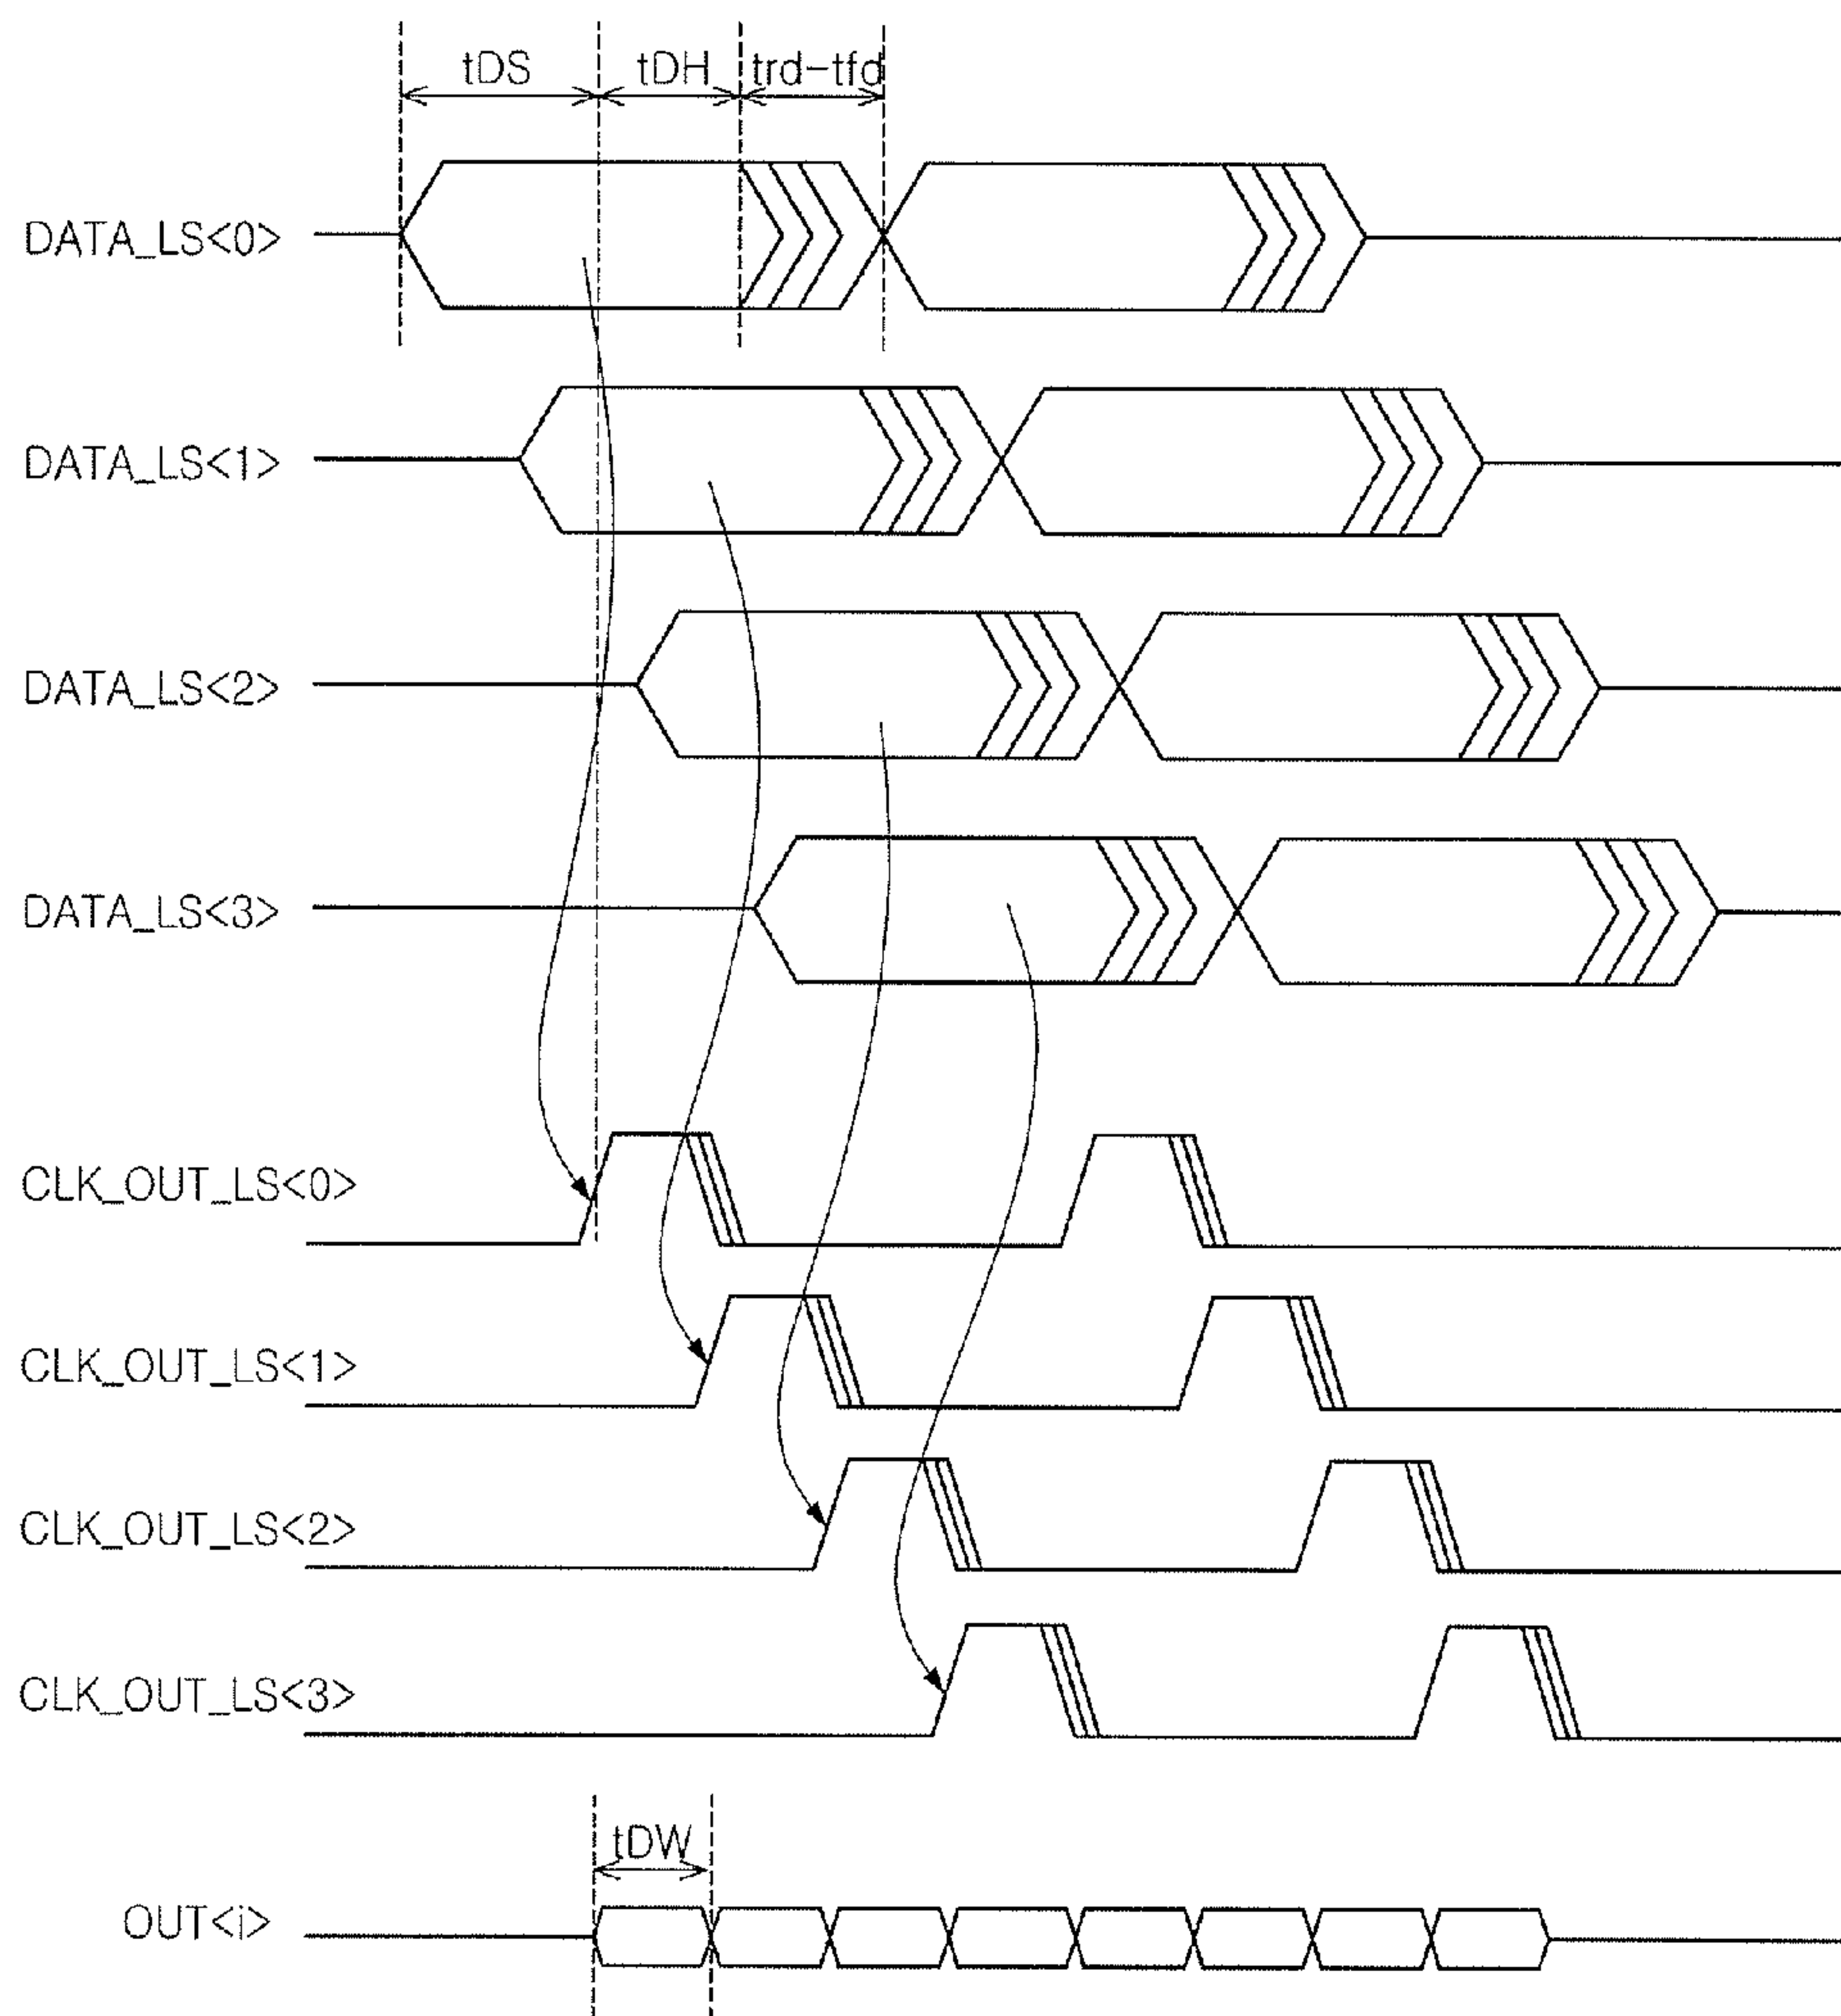 tDS tDH trd-tfd
DATA_LS<0>
DATA_LS<1>
DATA_LS<2>
DATA_LS<3>
CLK_OUT_LS<0>
CLK_OUT_LS<1>
CLK_OUT_LS<2>
CLK_OUT_LS<3>
tDW
OUT<i>